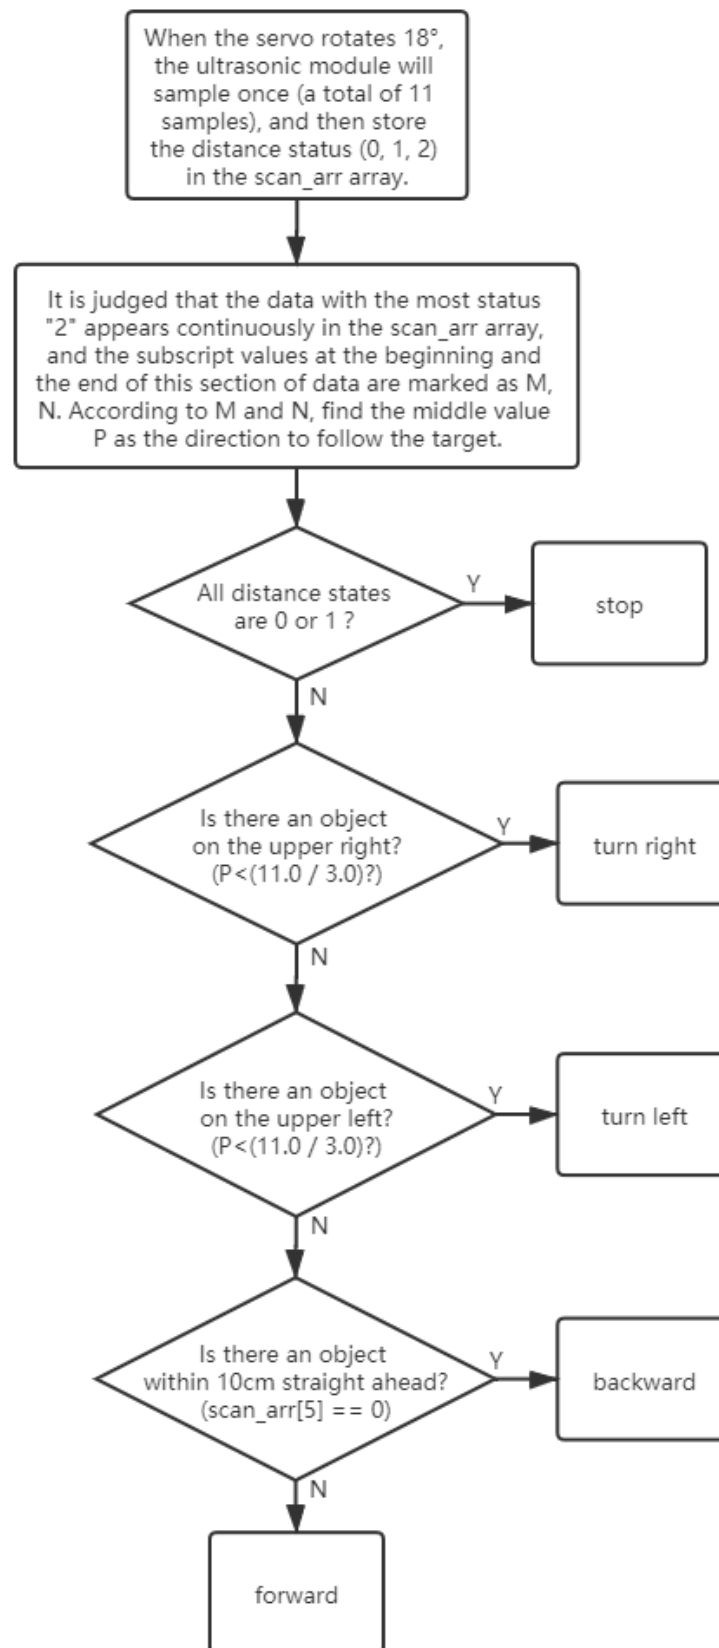 When the servo rotates 18°,
the ultrasonic module will
sample once (a total of 11
samples), and then store
the distance status (0, 1, 2)
in the scan_arr array.
It is judged that the data with the most status
"2" appears continuously in the scan_arr array,
and the subscript values at the beginning and
the end of this section of data are marked as M,
N. According to M and N, find the middle value
P as the direction to follow the target.
All distance states
are 0 or 1 ?
Y
stop
N
Is there an object
on the upper right?
(P<(11.0 / 3.0)?)
Y
turn right
N
Is there an object
on the upper left?
(P<(11.0 / 3.0)?)
Y
turn left
N
Is there an object
within 10cm straight ahead?
(scan_arr[5] == 0)
Y
backward
N
forward